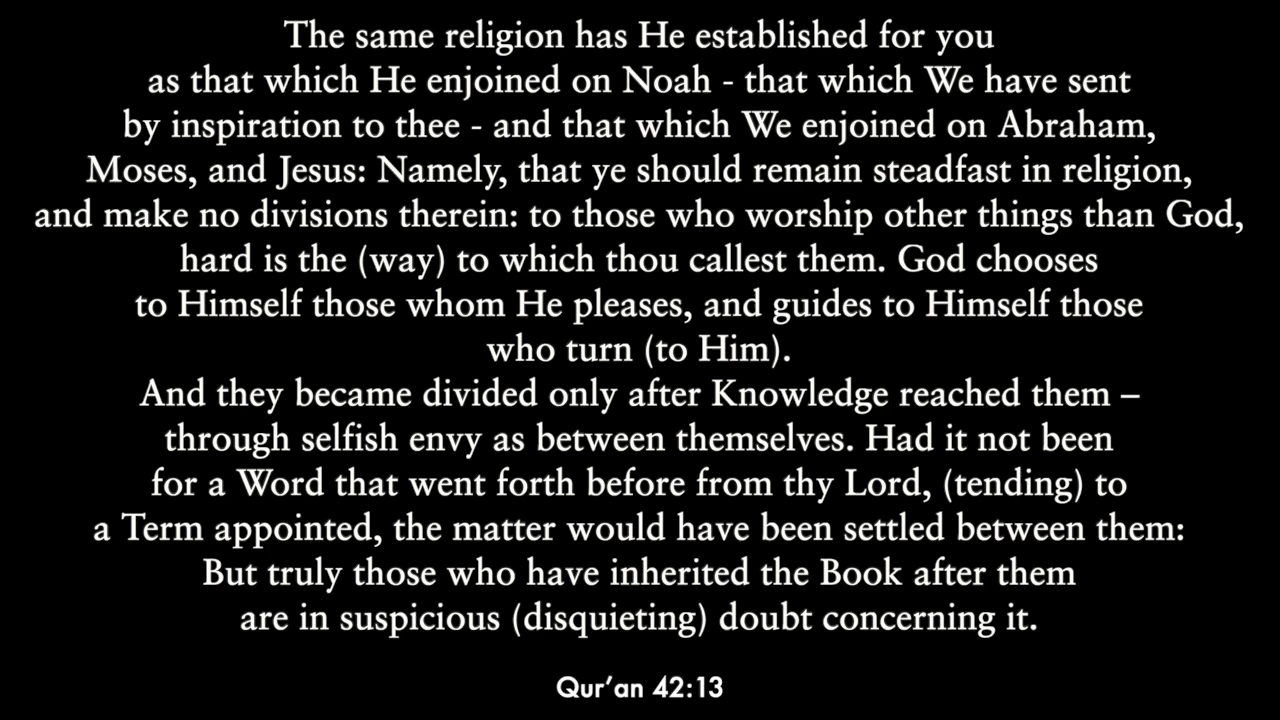 The same religion has He established for you
as that which He enjoined on Noah - that which We have sent
by inspiration to thee - and that which We enjoined on Abraham,
Moses, and Jesus: Namely, that ye should remain steadfast in religion,
and make no divisions therein: to those who worship other things than God,
hard is the (way) to which thou callest them. God chooses
to Himself those whom He pleases, and guides to Himself those
who turn (to Him).
And they became divided only after Knowledge reached them –
through selfish envy as between themselves. Had it not been
for a Word that went forth before from thy Lord, (tending) to
a Term appointed, the matter would have been settled between them:
But truly those who have inherited the Book after them
are in suspicious (disquieting) doubt concerning it.
Qur’an 42:13